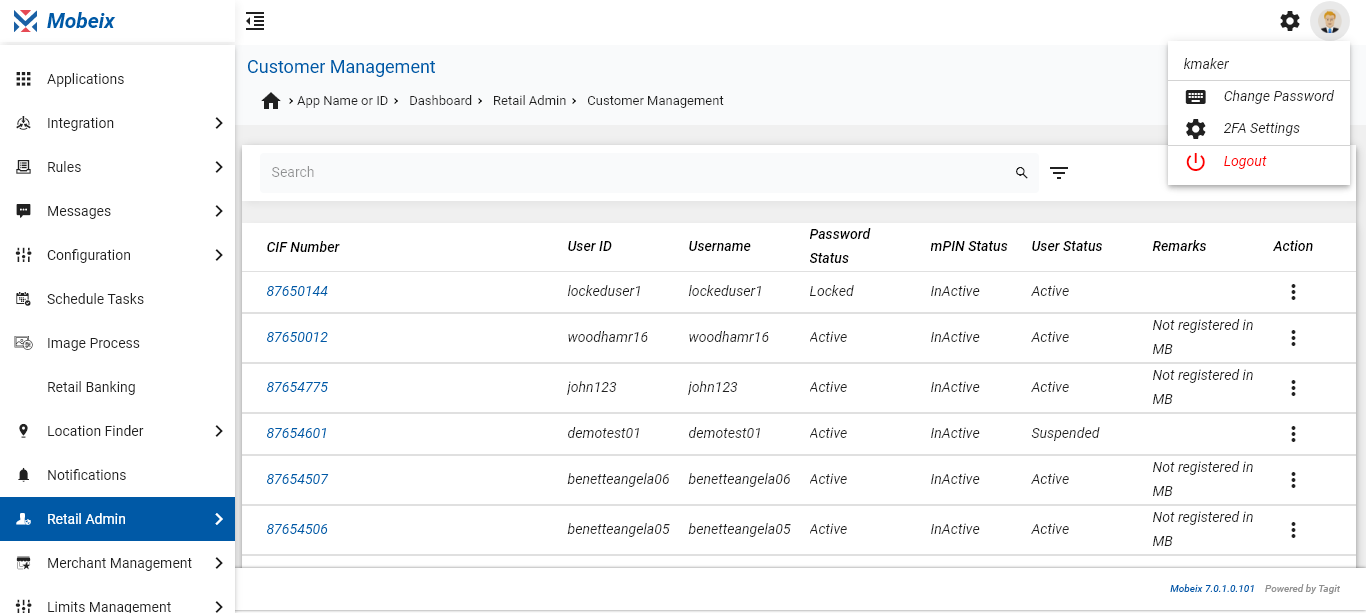 Mobeix
Applications
Integration
Rules
Messages
Configuration
Schedule Tasks
Image Process
Retail Banking
Location Finder
Notifications
Retail Admin
Merchant Management
Limits Management
Customer Management
App Name or ID Dashboard Retail Admin Customer Management
kmaker
Change Password
2FA Settings
Logout
Search
CIF Number User ID Username Password Status mPIN Status User Status Remarks Action
87650144 lockeduser1 lockeduser1 Locked InActive Active
87650012 woodhamr16 woodhamr16 Active InActive Active Not registered in MB
87654775 john123 john123 Active InActive Active Not registered in MB
87654601 demotest01 demotest01 Active InActive Suspended
87654507 benetteangela06 benetteangela06 Active InActive Active Not registered in MB
87654506 benetteangela05 benetteangela05 Active InActive Active Not registered in MB
Mobeix 7.0.1.0.101 Powered by Tagit